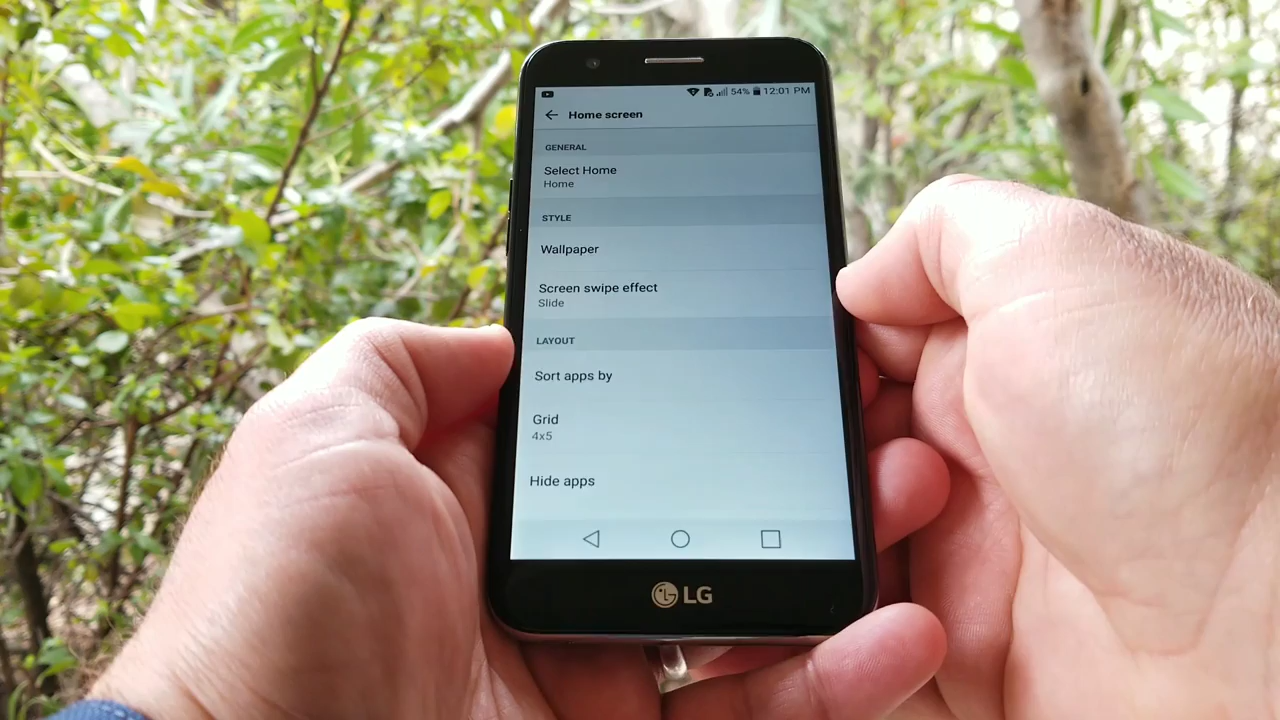 54% 12:01 PM
Home screen
GENERAL
Select Home
Home
STYLE
Wallpaper
Screen swipe effect
Slide
LAYOUT
Sort apps by
Grid
4x5
Hide apps
LG